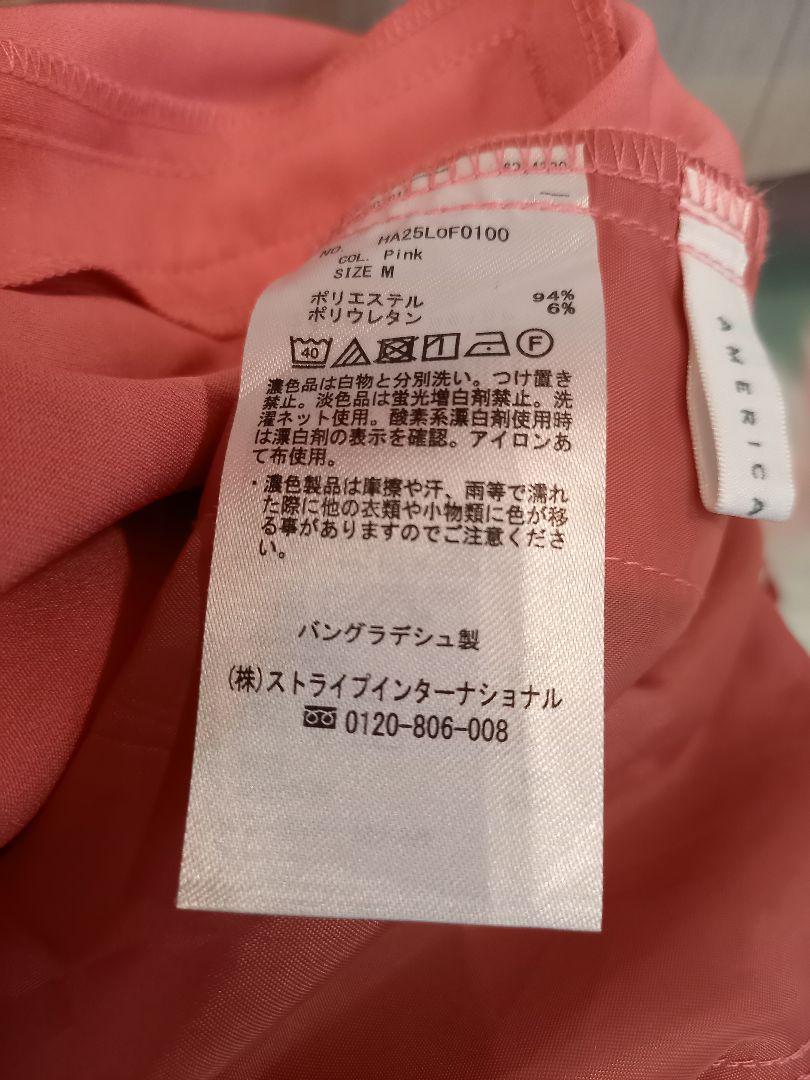 NO. HA25L0F0100
COL. Pink
SIZE M
ポリエステル 94%
ポリウレタン 6%
40
F
濃色品は白物と分別洗い。つけ置き
禁止。淡色品は蛍光増白剤禁止。洗
濯ネット使用。酸素系漂白剤使用時
は漂白剤の表示を確認。アイロンあ
て布使用。
・濃色製品は摩擦や汗、雨等で濡れ
た際に他の衣類や小物類に色が移
る事がありますのでご注意くださ
い。
バングラデシュ製
(株)ストライプインターナショナル
0120-806-008
AMERICA